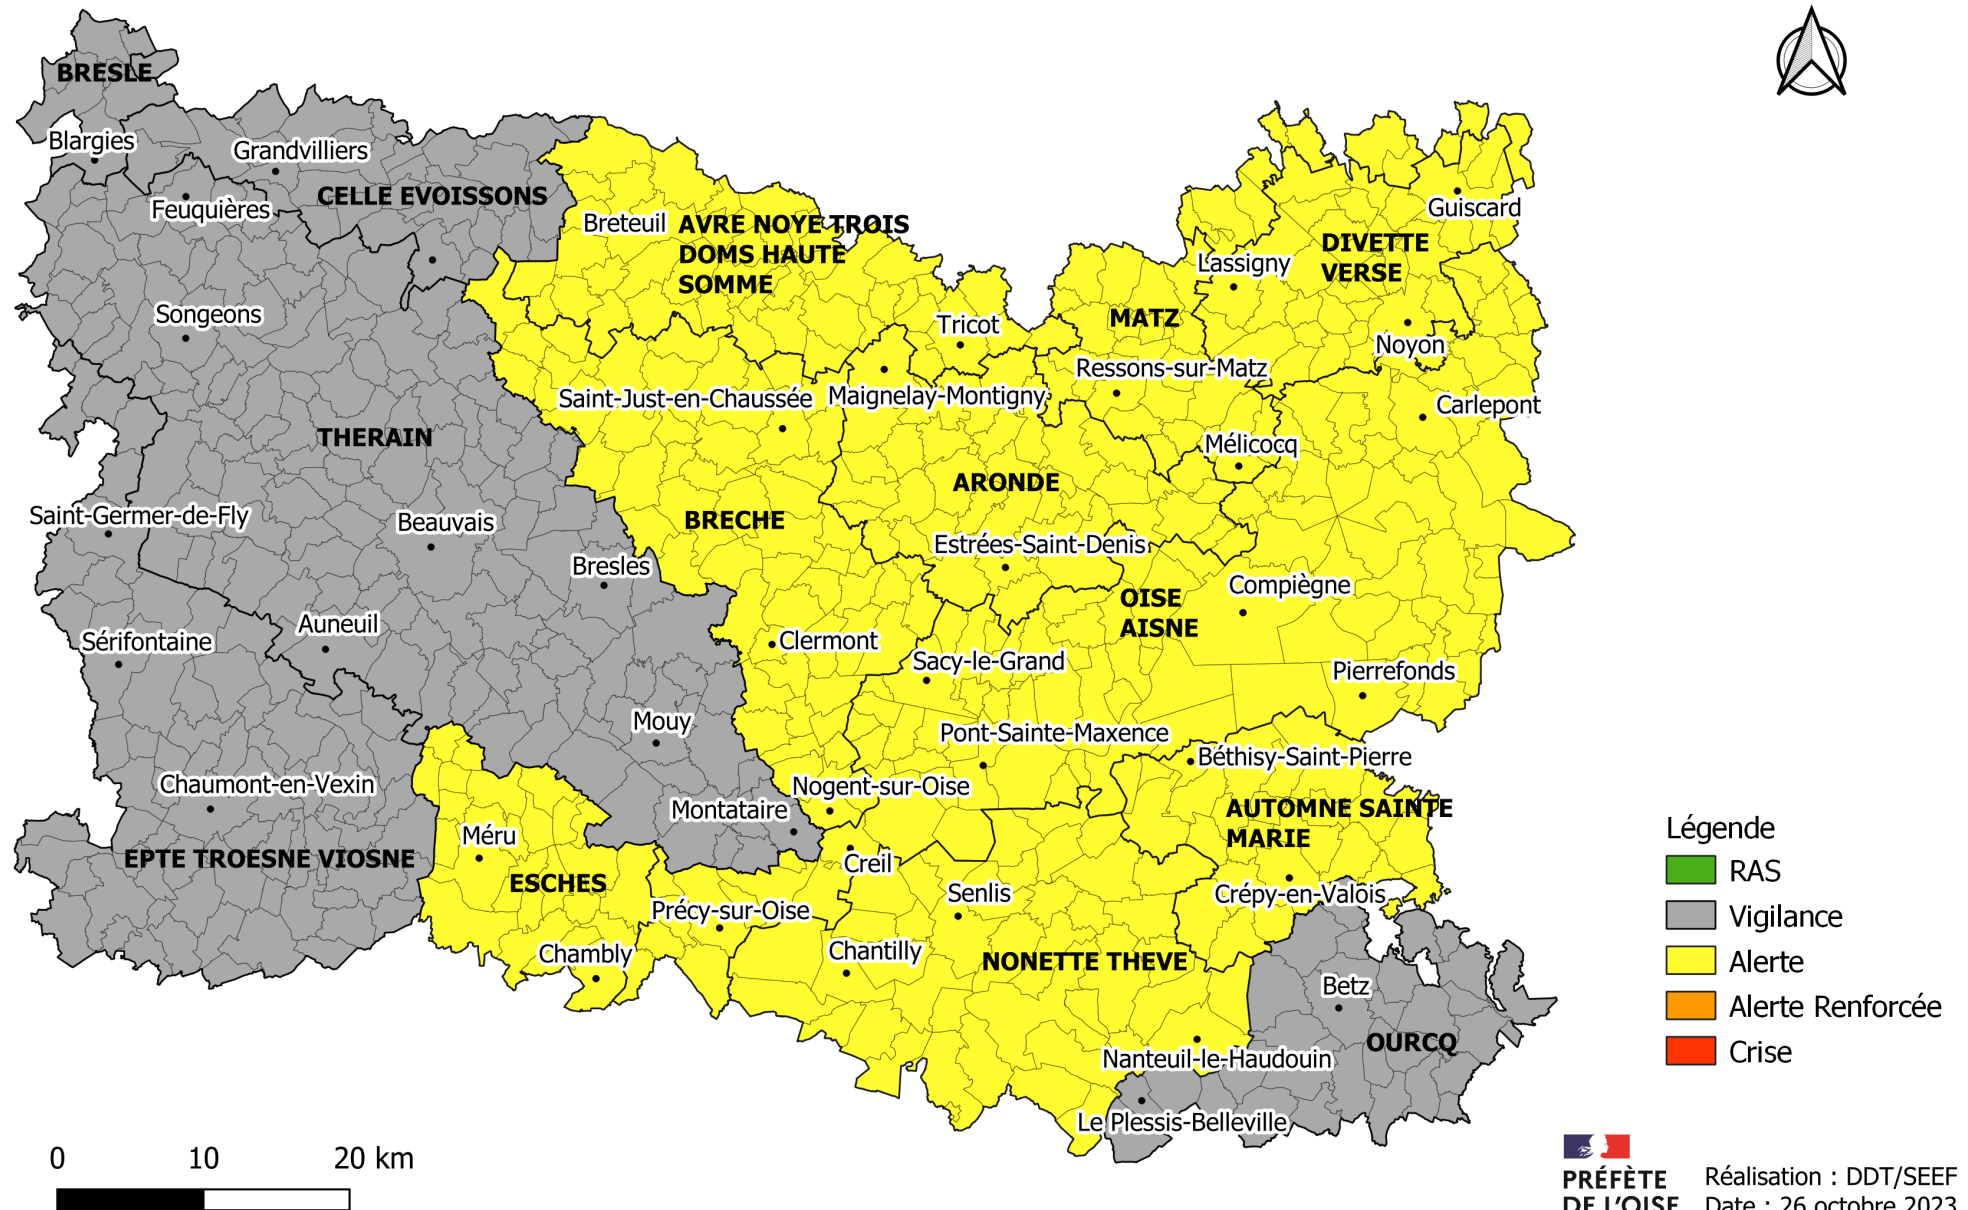 BRESLE
Blargies
Grandvilliers
CELLE EVOISSONS
Feuquières
Breteuil
AVRE NOYE TROIS
DOMS HAUTE
SOMME
Guiscard
DIVETTE
VERSE
Lassigny
Songeons
Tricot
MATZ
Noyon
Ressons-sur-Matz
Saint-Just-en-Chaussée
Maignelay-Montigny
Carlepont
THERAIN
Mélicocq
ARONDE
Saint-Germer-de-Fly
Beauvais
BRECHE
Estrées-Saint-Denis
Bresles
Compiègne
OISE
AISNE
Auneuil
Sérifontaine
Clermont
Sacy-le-Grand
Pierrefonds
Mouy
Pont-Sainte-Maxence
Béthisy-Saint-Pierre
Chaumont-en-Vexin
Nogent-sur-Oise
Montataire
AUTOMNE SAINTE
MARIE
Méru
EPTE TROESNE VIOSNE
Creil
ESCHES
Senlis
Crépy-en-Valois
Précy-sur-Oise
Chambly
Chantilly
NONETTE THEVE
Betz
OURCQ
Nanteuil-le-Haudouin
Le Plessis-Belleville
Légende
RAS
Vigilance
Alerte
Alerte Renforcée
Crise
0 10 20 km
PRÉFÈTE
DE L'OISE
Réalisation : DDT/SEEF
Date : 26 octobre 2023